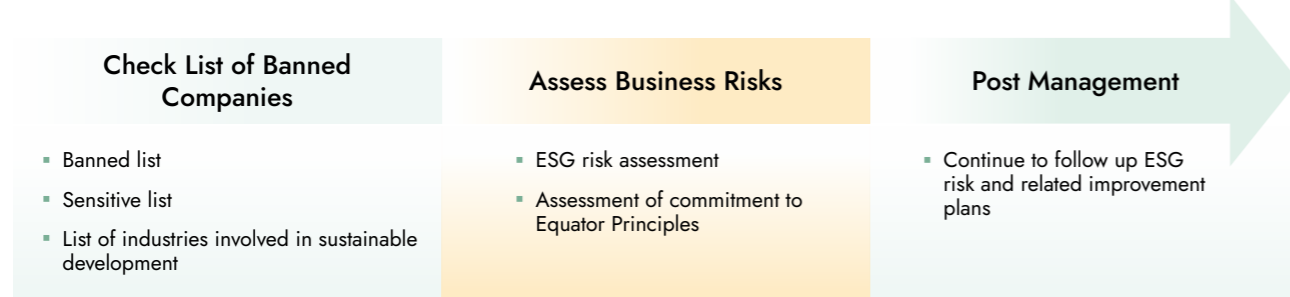 Check List of Banned
Companies
Banned list
Sensitive list
List of industries involved in sustainable
development
Assess Business Risks
ESG risk assessment
Assessment of commitment to
Equator Principles
Post Management
Continue to follow up ESG
risk and related improvement
plans